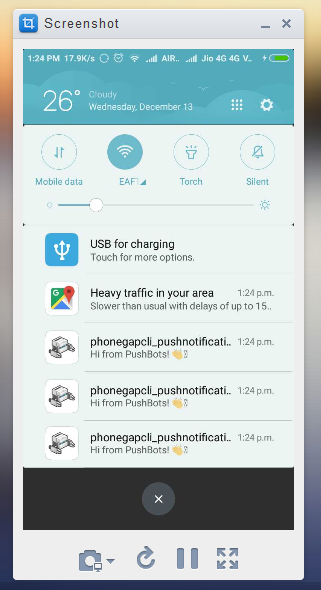 Screenshot
1:24 PM 17.9K/s AIR.. Jio 4G 4G V..
26° Cloudy
Wednesday, December 13
Mobile data EAF1 Torch Silent
USB for charging
Touch for more options.
Heavy traffic in your area 1:24 p.m.
Slower than usual with delays of up to 15..
phonegapcli_pushnotificati.. 1:24 p.m.
Hi from PushBots! 👋
phonegapcli_pushnotificati.. 1:24 p.m.
Hi from PushBots! 👋
phonegapcli_pushnotificati.. 1:24 p.m.
Hi from PushBots! 👋